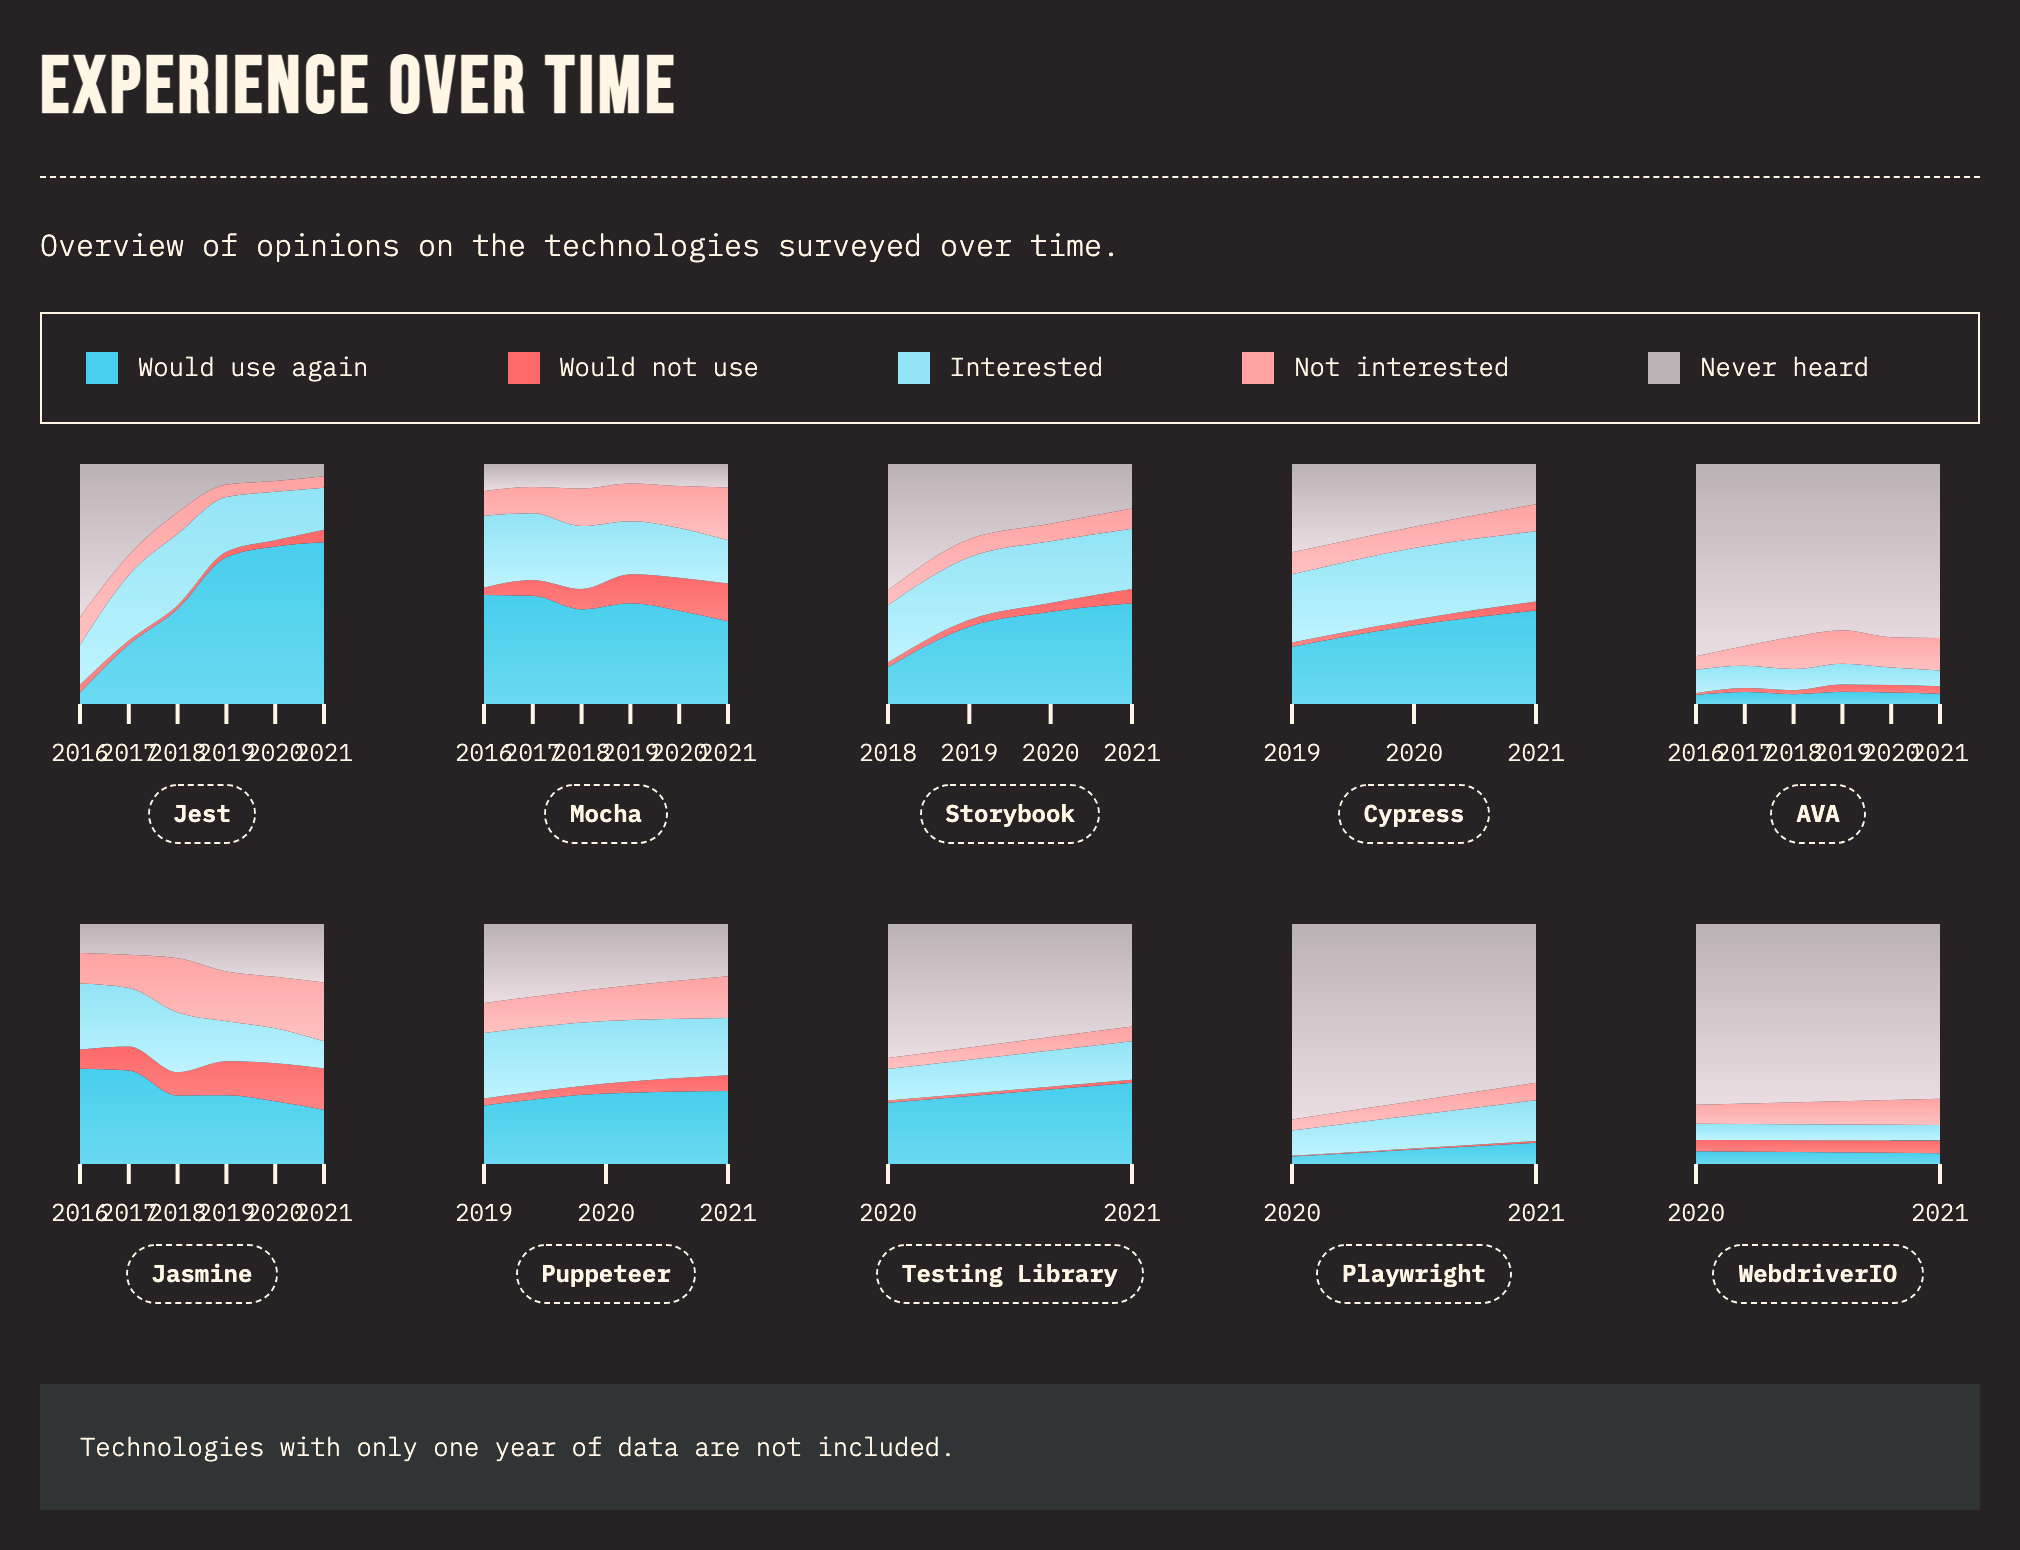 EXPERIENCE OVER TIME
Overview of opinions on the technologies surveyed over time.
Would use again Would not use Interested Not interested Never heard
2016 2017 2018 2019 2020 2021 2016 2017 2018 2019 2020 2021 2018 2019 2020 2021 2019 2020 2021 2016 2017 2018 2019 2020 2021
Jest Mocha Storybook Cypress AVA
2016 2017 2018 2019 2020 2021 2019 2020 2021 2020 2021 2020 2021 2020 2021
Jasmine Puppeteer Testing Library Playwright WebdriverIO
Technologies with only one year of data are not included.